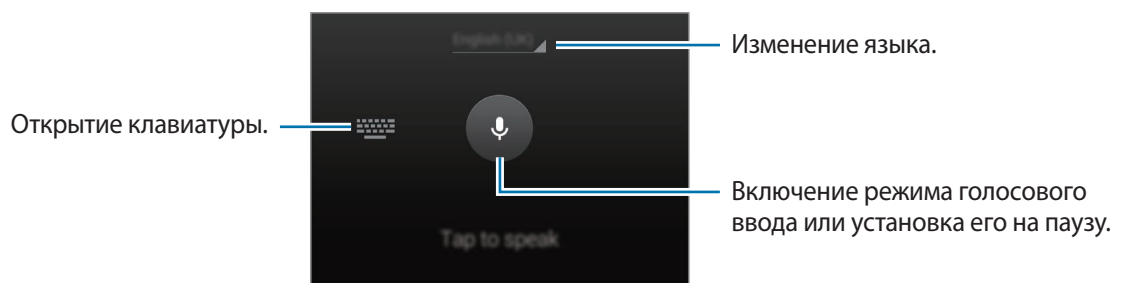 English (UK)
Изменение языка.
Открытие клавиатуры.
Включение режима голосового
ввода или установка его на паузу.
Tap to speak